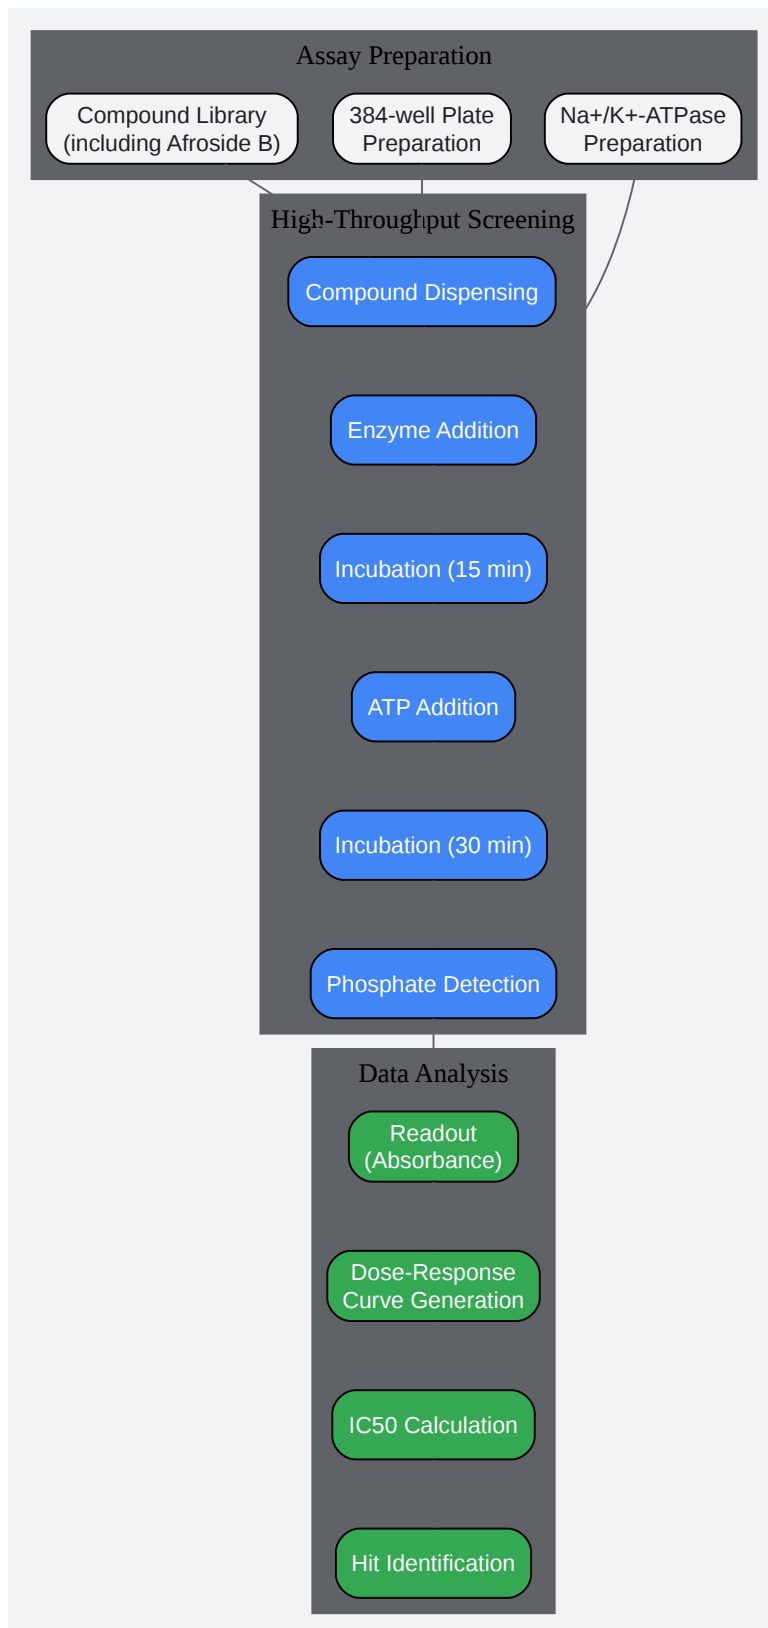 Assay Preparation
Compound Library
(including Afroside B)
384-well Plate
Preparation
Na+/K+-ATPase
Preparation
High-Throughput Screening
Compound Dispensing
Enzyme Addition
Incubation (15 min)
ATP Addition
Incubation (30 min)
Phosphate Detection
Data Analysis
Readout
(Absorbance)
Dose-Response
Curve Generation
IC50 Calculation
Hit Identification